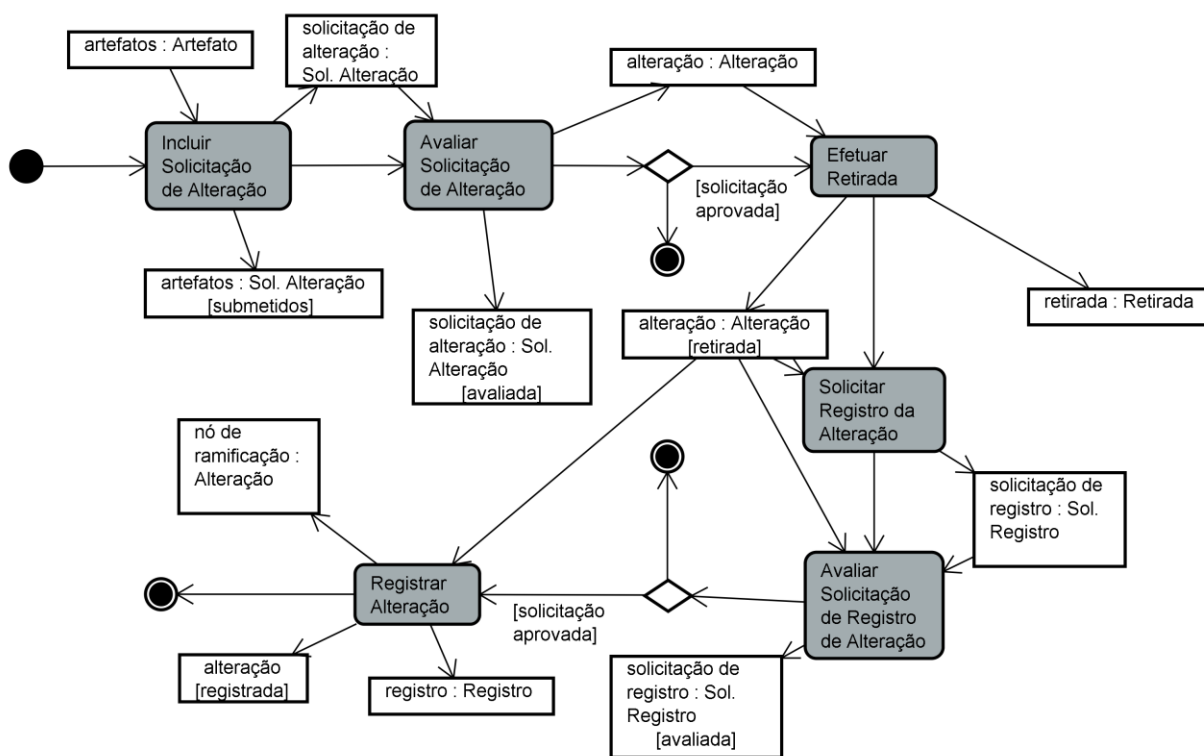 artefatos : Artefato
solicitação de
alteração :
Sol. Alteração
alteração : Alteração
Incluir
Solicitação
de Alteração
Avaliar
Solicitação
de Alteração
[solicitação
aprovada]
Efetuar
Retirada
artefatos : Sol. Alteração
[submetidos]
solicitação de
alteração : Sol.
Alteração
[avaliada]
alteração : Alteração
[retirada]
retirada : Retirada
Solicitar
Registro da
Alteração
nó de
ramificação :
Alteração
solicitação de
registro : Sol.
Registro
Registrar
Alteração
[solicitação
aprovada]
Avaliar
Solicitação
de Registro
de Alteração
alteração
[registrada]
registro : Registro
solicitação de
registro : Sol.
Registro
[avaliada]